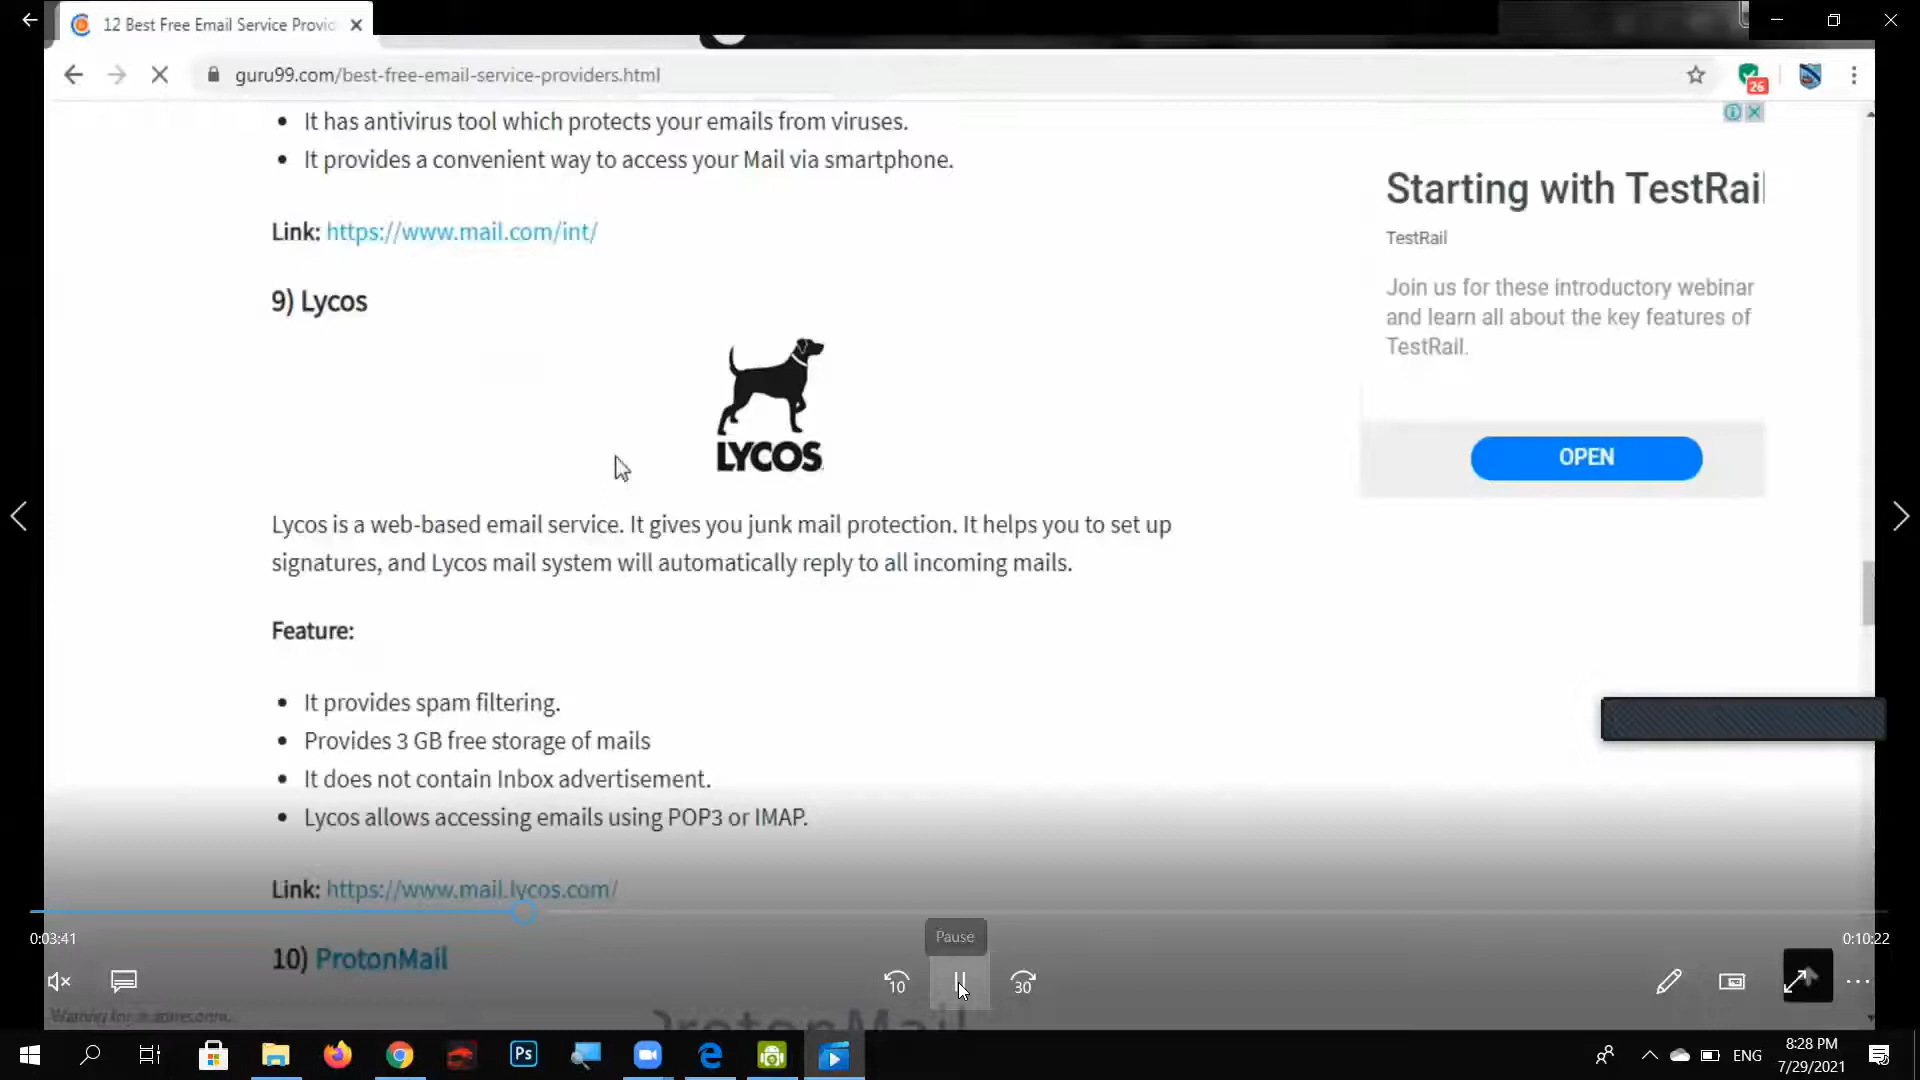 12 Best Free Email Service Provi
guru99.com/best-free-email-service-providers.html
26
It has antivirus tool which protects your emails from viruses.
It provides a convenient way to access your Mail via smartphone.
Link: https://www.mail.com/int/
9) Lycos
LYCOS
Lycos is a web-based email service. It gives you junk mail protection. It helps you to set up
signatures, and Lycos mail system will automatically reply to all incoming mails.
Feature:
It provides spam filtering.
Provides 3 GB free storage of mails
It does not contain Inbox advertisement.
Lycos allows accessing emails using POP3 or IMAP.
Link: https://www.mail.lycos.com/
10) ProtonMail
ProtonMail
Starting with TestRail
TestRail
Join us for these introductory webinar
and learn all about the key features of
TestRail.
OPEN
0:03:41
0:10:22
Pause
10
30
Ps
ENG
8:28 PM
7/29/2021